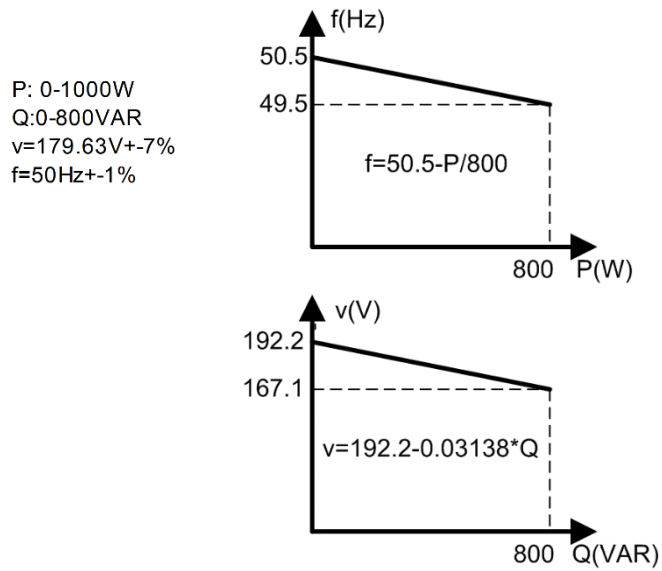 P: 0-1000W
Q:0-800VAR
v=179.63V+-7%
f=50Hz+-1%
f(Hz)
50.5
49.5
f=50.5-P/800
800 P(W)
v(V)
192.2
167.1
v=192.2-0.03138*Q
800 Q(VAR)